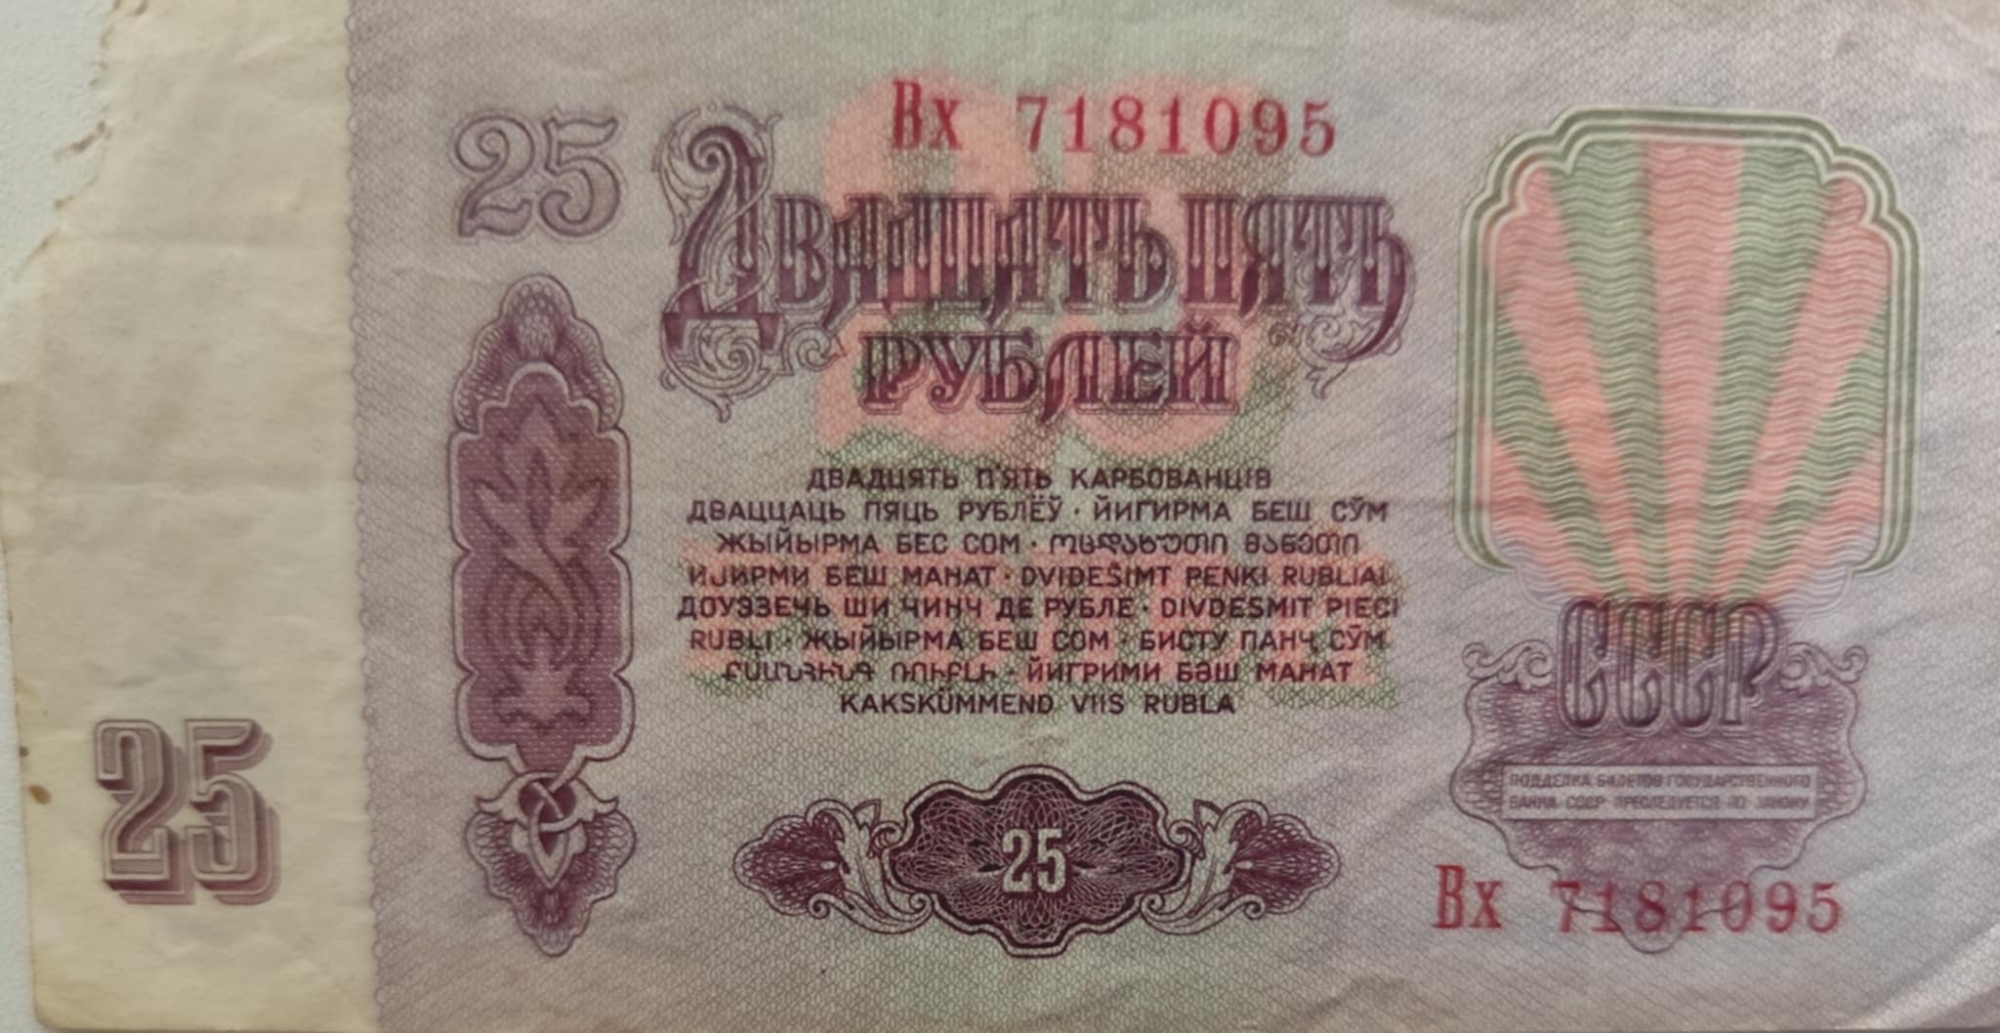 Вх 7181095
25
ДВАДЦАТЬ ПЯТЬ
РУБЛЕЙ
ДВАДЦЯТЬ П'ЯТЬ КАРБОВАНЦІВ
ДВАЦЦАЦЬ ПЯЦЬ РУБЛЁЎ · ЙИГИРМА БЕШ СЎМ
ЖЫЙЫРМА БЕС СОМ · ოცდახუთი მანეთი
ИЈИРМИ БЕШ МАНАТ · DVIDEŠIMT PENKI RUBLIAI
ДОУЭЗЕЧЬ ШИ ЧИНЧ ДЕ РУБЛЕ · DIVDESMIT PIECI
RUBĻI · ЖЫЙЫРМА БЕШ СОМ · БИСТУ ПАНҶ СӮМ
ՔՍԱՆՀԻՆԳ ՌՈՒԲԼԻ · ЙИГРИМИ БӘШ МАНАТ
KAKSKÜMMEND VIIS RUBLA
СССР
ПОДДЕЛКА БИЛЕТОВ ГОСУДАРСТВЕННОГО
БАНКА СССР ПРЕСЛЕДУЕТСЯ ПО ЗАКОНУ
25
25
Вх 7181095